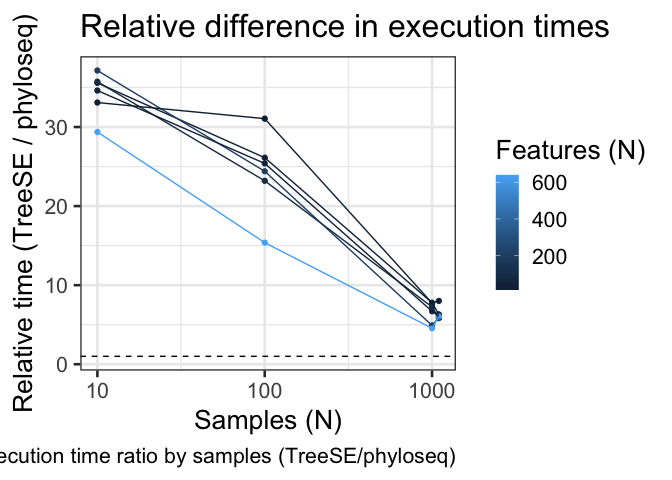 Relative difference in execution times
Relative time (TreeSE / phyloseq)
30
20
10
0
10
100
1000
Samples (N)
Features (N)
600
400
200
time ratio by samples (TreeSE/phyloseq)